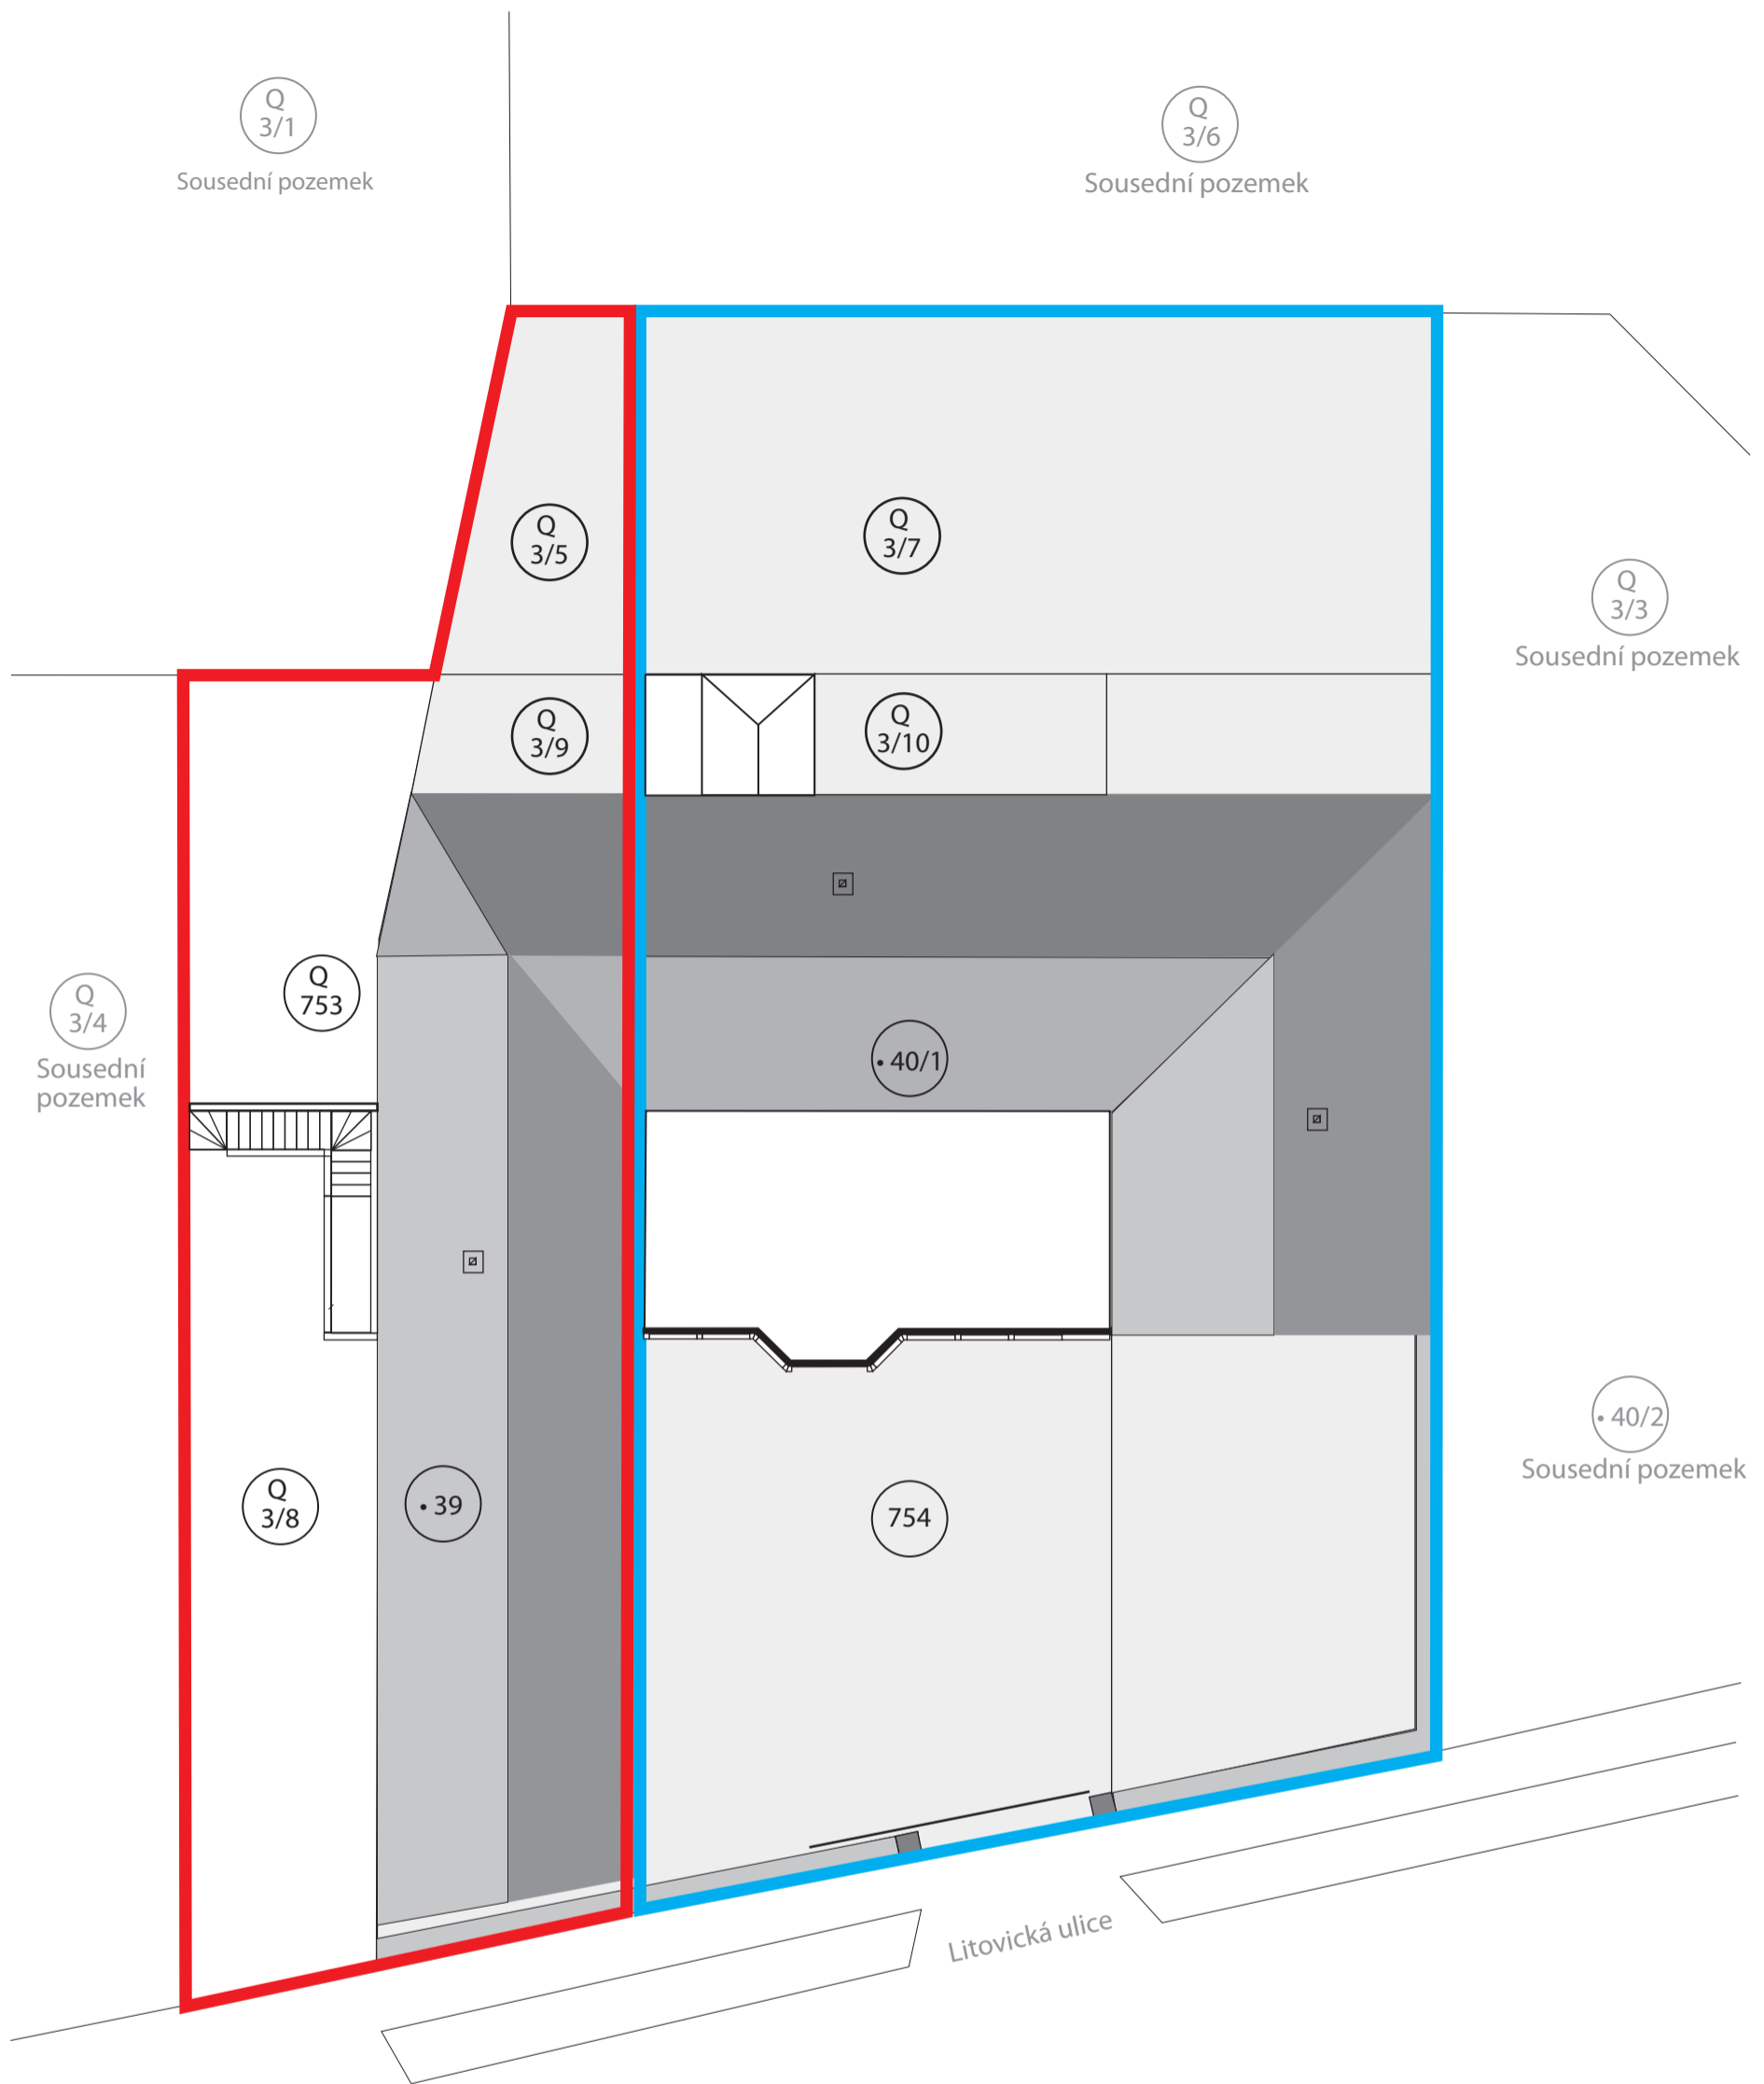 Q
3/1
Sousední pozemek
Q
3/6
Sousední pozemek
Q
3/5
Q
3/7
Q
3/3
Sousední pozemek
Q
3/9
Q
3/10
Q
753
Q
3/4
Sousední
pozemek
• 40/1
• 40/2
Sousední pozemek
Q
3/8
• 39
754
Litovická ulice